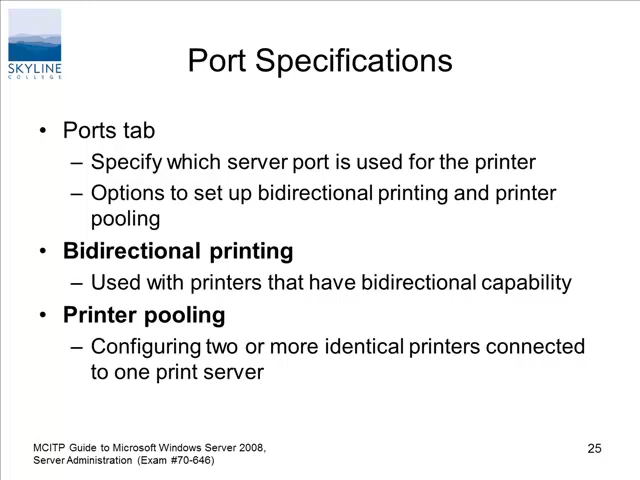 SKYLINE
COLLEGE
Port Specifications
• Ports tab
– Specify which server port is used for the printer
– Options to set up bidirectional printing and printer
pooling
• Bidirectional printing
– Used with printers that have bidirectional capability
• Printer pooling
– Configuring two or more identical printers connected
to one print server
MCITP Guide to Microsoft Windows Server 2008,
Server Administration (Exam #70-646)
25